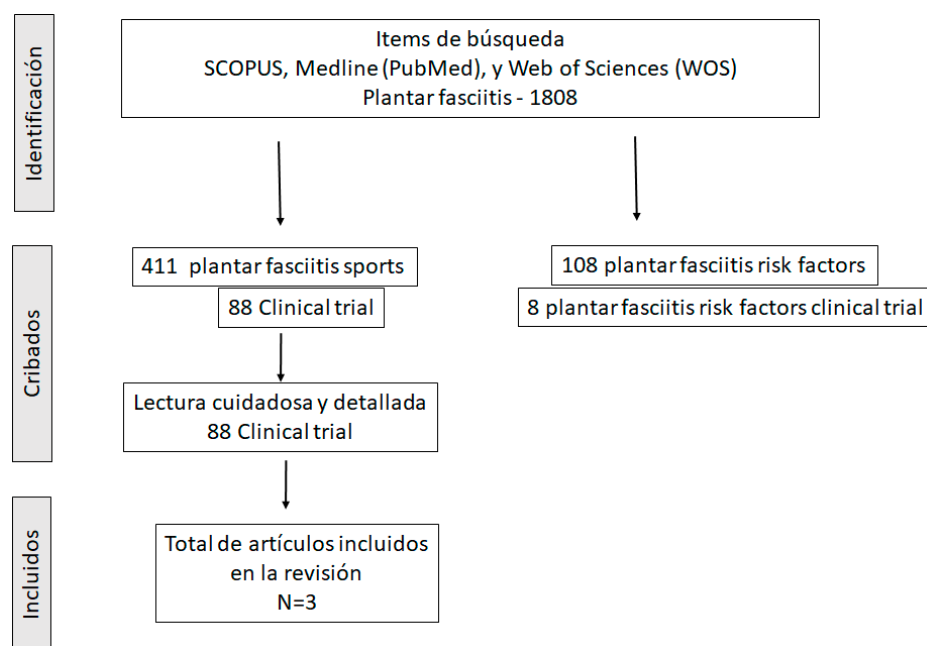 Identificación
Items de búsqueda
SCOPUS, Medline (PubMed), y Web of Sciences (WOS)
Plantar fasciitis - 1808
Cribados
411 plantar fasciitis sports
88 Clinical trial
108 plantar fasciitis risk factors
8 plantar fasciitis risk factors clinical trial
Lectura cuidadosa y detallada
88 Clinical trial
Incluidos
Total de artículos incluidos
en la revisión
N=3